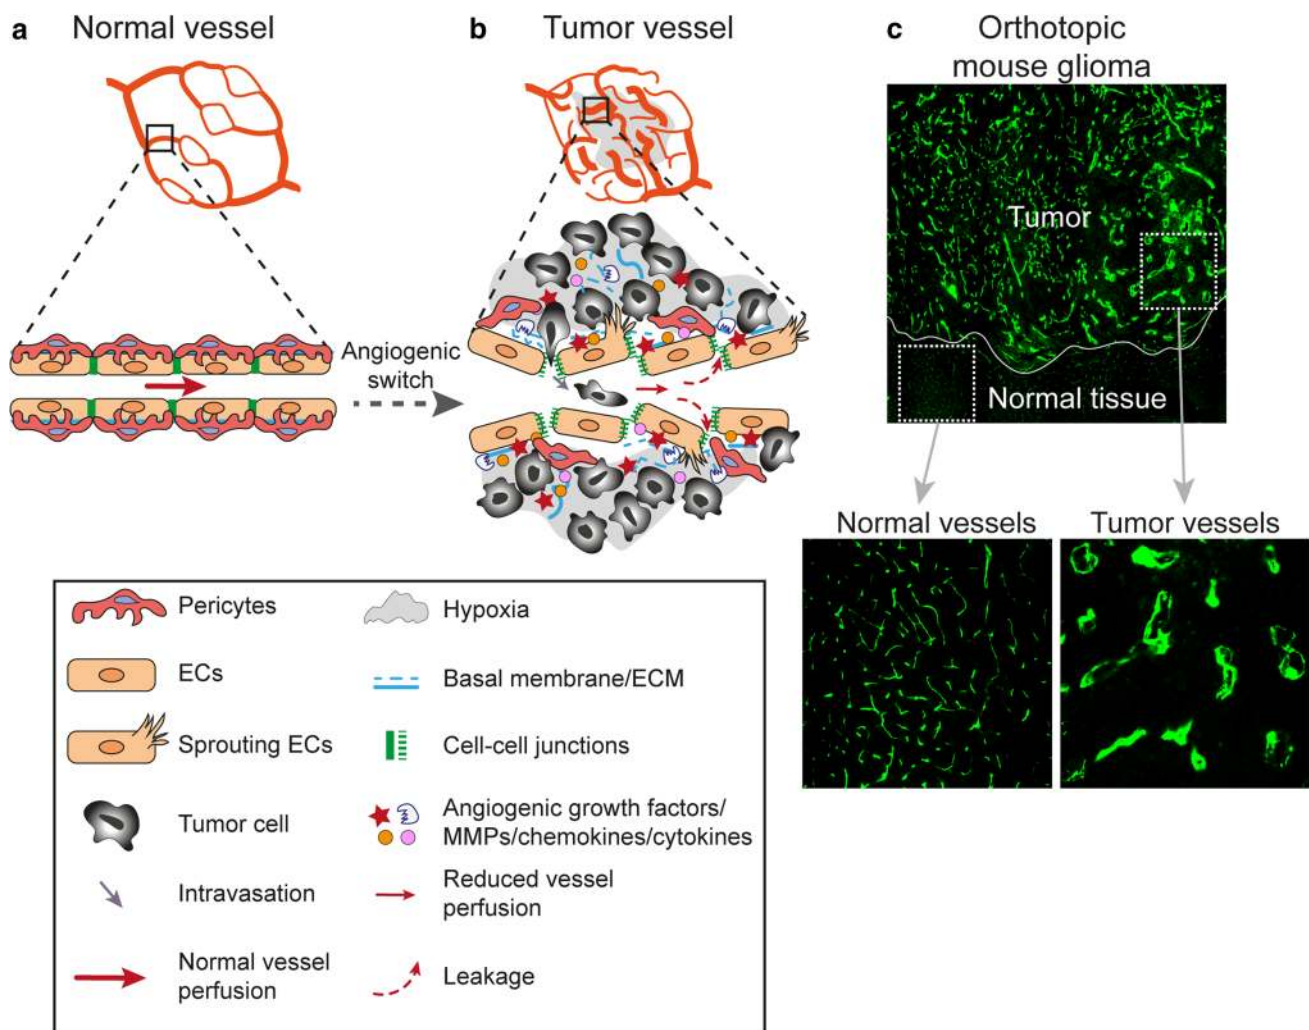 a Normal vessel
b Tumor vessel
c Orthotopic
mouse glioma
Angiogenic
switch
Tumor
Normal tissue
Normal vessels
Tumor vessels
Pericytes
Hypoxia
ECs
Basal membrane/ECM
Sprouting ECs
Cell-cell junctions
Tumor cell
Angiogenic growth factors/
MMPs/chemokines/cytokines
Intravasation
Reduced vessel
perfusion
Normal vessel
perfusion
Leakage